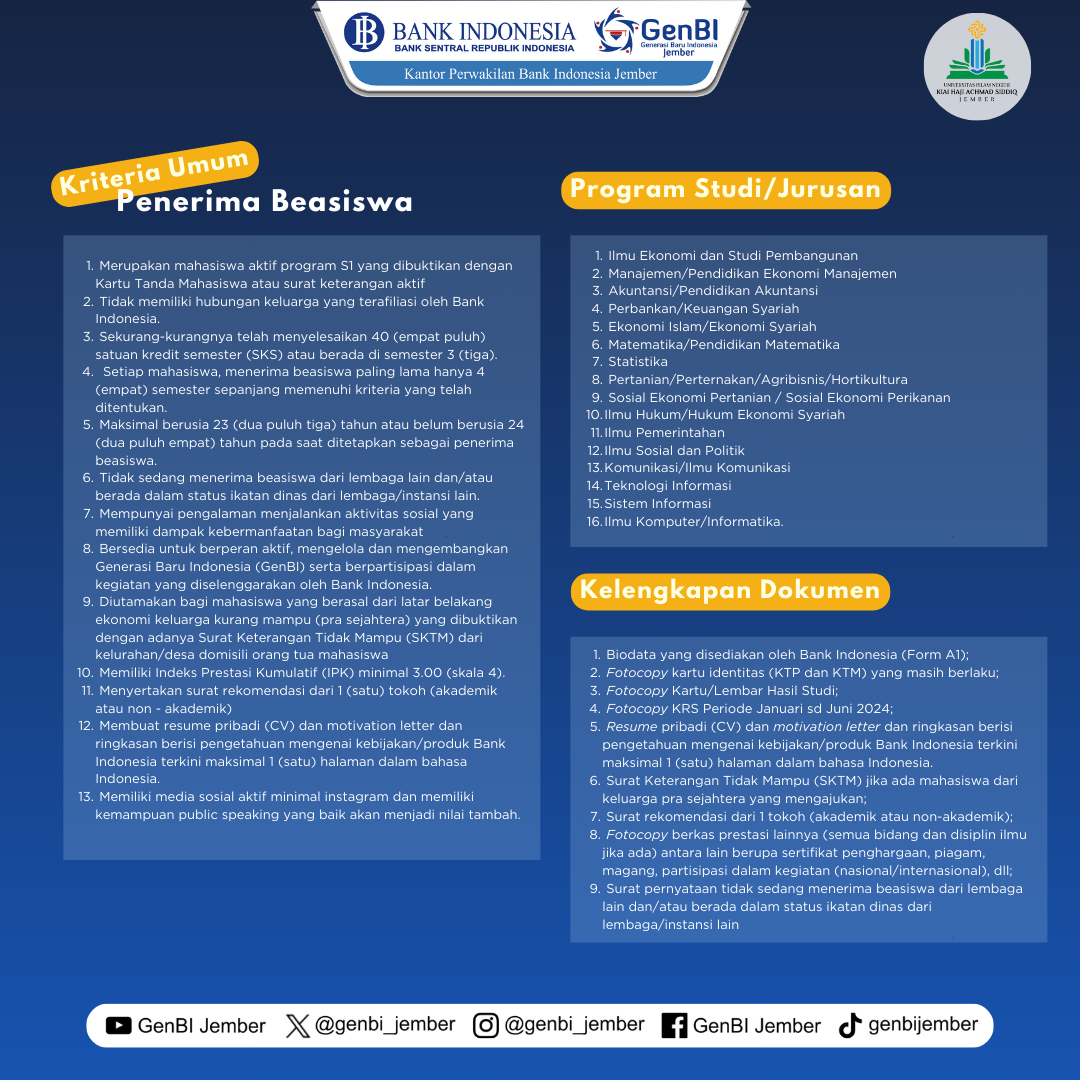 BANK INDONESIA
BANK SENTRAL REPUBLIK INDONESIA
GenBI
Generasi Baru Indonesia
Jember
Kantor Perwakilan Bank Indonesia Jember
UNIVERSITAS ISLAM NEGERI
KIAI HAJI ACHMAD SIDDIQ
JEMBER
Kriteria Umum
Penerima Beasiswa
1. Merupakan mahasiswa aktif program S1 yang dibuktikan dengan
Kartu Tanda Mahasiswa atau surat keterangan aktif
2. Tidak memiliki hubungan keluarga yang terafiliasi oleh Bank
Indonesia.
3. Sekurang-kurangnya telah menyelesaikan 40 (empat puluh)
satuan kredit semester (SKS) atau berada di semester 3 (tiga).
4. Setiap mahasiswa, menerima beasiswa paling lama hanya 4
(empat) semester sepanjang memenuhi kriteria yang telah
ditentukan.
5. Maksimal berusia 23 (dua puluh tiga) tahun atau belum berusia 24
(dua puluh empat) tahun pada saat ditetapkan sebagai penerima
beasiswa.
6. Tidak sedang menerima beasiswa dari lembaga lain dan/atau
berada dalam status ikatan dinas dari lembaga/instansi lain.
7. Mempunyai pengalaman menjalankan aktivitas sosial yang
memiliki dampak kebermanfaatan bagi masyarakat
8. Bersedia untuk berperan aktif, mengelola dan mengembangkan
Generasi Baru Indonesia (GenBI) serta berpartisipasi dalam
kegiatan yang diselenggarakan oleh Bank Indonesia.
9. Diutamakan bagi mahasiswa yang berasal dari latar belakang
ekonomi keluarga kurang mampu (pra sejahtera) yang dibuktikan
dengan adanya Surat Keterangan Tidak Mampu (SKTM) dari
kelurahan/desa domisili orang tua mahasiswa
10. Memiliki Indeks Prestasi Kumulatif (IPK) minimal 3.00 (skala 4).
11. Menyertakan surat rekomendasi dari 1 (satu) tokoh (akademik
atau non - akademik)
12. Membuat resume pribadi (CV) dan motivation letter dan
ringkasan berisi pengetahuan mengenai kebijakan/produk Bank
Indonesia terkini maksimal 1 (satu) halaman dalam bahasa
Indonesia.
13. Memiliki media sosial aktif minimal instagram dan memiliki
kemampuan public speaking yang baik akan menjadi nilai tambah.
Program Studi/Jurusan
1. Ilmu Ekonomi dan Studi Pembangunan
2. Manajemen/Pendidikan Ekonomi Manajemen
3. Akuntansi/Pendidikan Akuntansi
4. Perbankan/Keuangan Syariah
5. Ekonomi Islam/Ekonomi Syariah
6. Matematika/Pendidikan Matematika
7. Statistika
8. Pertanian/Perternakan/Agribisnis/Hortikultura
9. Sosial Ekonomi Pertanian / Sosial Ekonomi Perikanan
10. Ilmu Hukum/Hukum Ekonomi Syariah
11. Ilmu Pemerintahan
12. Ilmu Sosial dan Politik
13. Komunikasi/Ilmu Komunikasi
14. Teknologi Informasi
15. Sistem Informasi
16. Ilmu Komputer/Informatika.
Kelengkapan Dokumen
1. Biodata yang disediakan oleh Bank Indonesia (Form A1);
2. Fotocopy kartu identitas (KTP dan KTM) yang masih berlaku;
3. Fotocopy Kartu/Lembar Hasil Studi;
4. Fotocopy KRS Periode Januari sd Juni 2024;
5. Resume pribadi (CV) dan motivation letter dan ringkasan berisi
pengetahuan mengenai kebijakan/produk Bank Indonesia terkini
maksimal 1 (satu) halaman dalam bahasa Indonesia.
6. Surat Keterangan Tidak Mampu (SKTM) jika ada mahasiswa dari
keluarga pra sejahtera yang mengajukan;
7. Surat rekomendasi dari 1 tokoh (akademik atau non-akademik);
8. Fotocopy berkas prestasi lainnya (semua bidang dan disiplin ilmu
jika ada) antara lain berupa sertifikat penghargaan, piagam,
magang, partisipasi dalam kegiatan (nasional/internasional), dll;
9. Surat pernyataan tidak sedang menerima beasiswa dari lembaga
lain dan/atau berada dalam status ikatan dinas dari
lembaga/instansi lain
GenBI Jember @genbi_jember @genbi_jember GenBI Jember genbijember